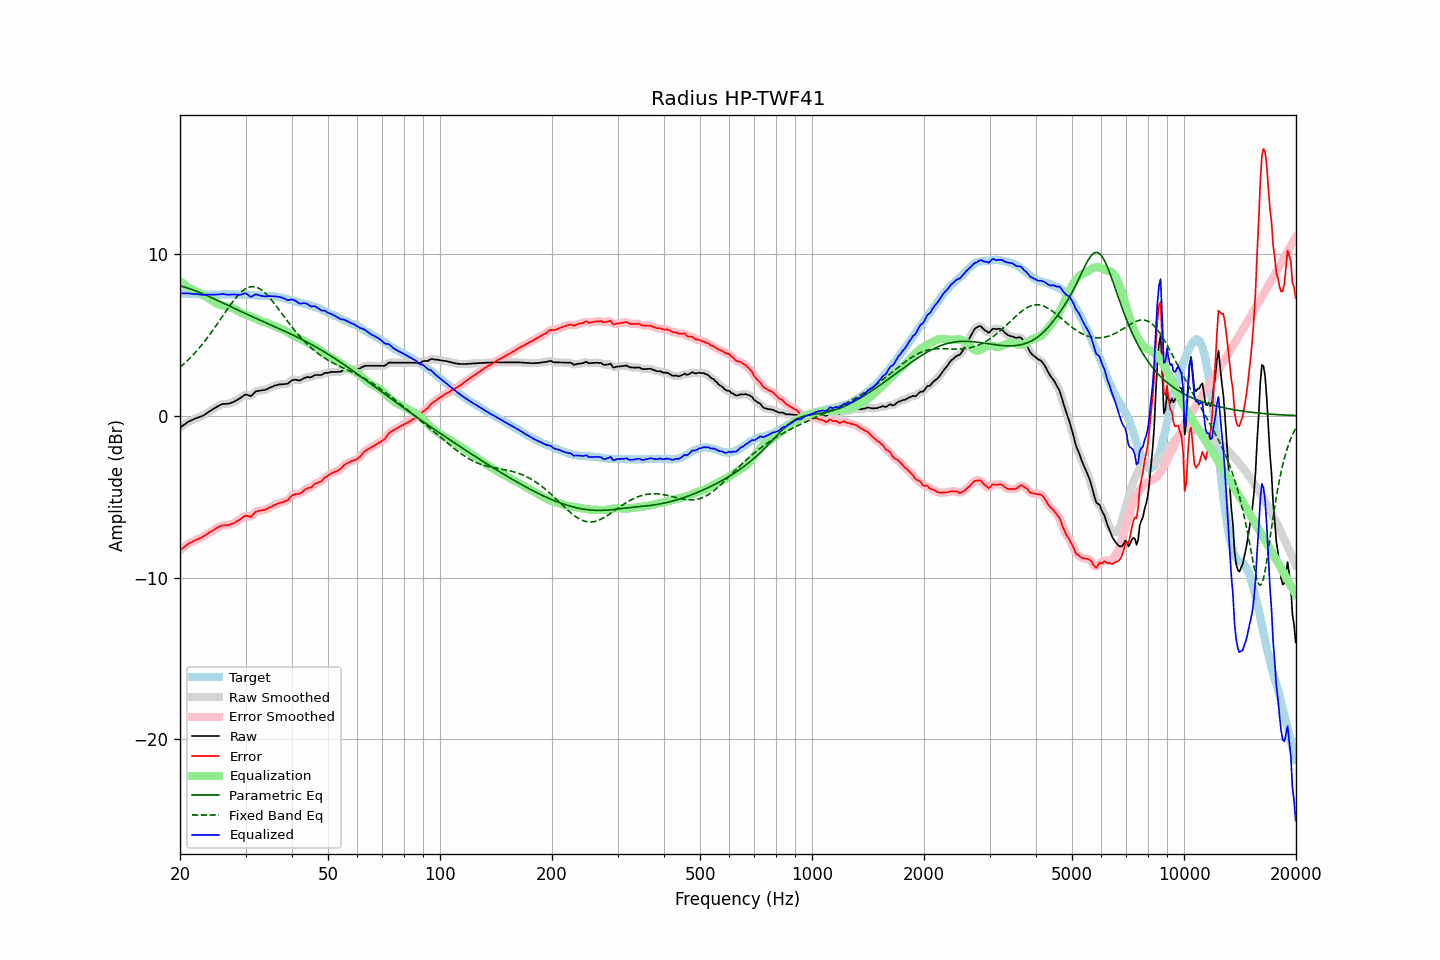 Radius HP-TWF41
Amplitude (dBr)
10
0
−10
−20
Target
Raw Smoothed
Error Smoothed
Raw
Error
Equalization
Parametric Eq
Fixed Band Eq
Equalized
20 50 100 200 500 1000 2000 5000 10000 20000
Frequency (Hz)